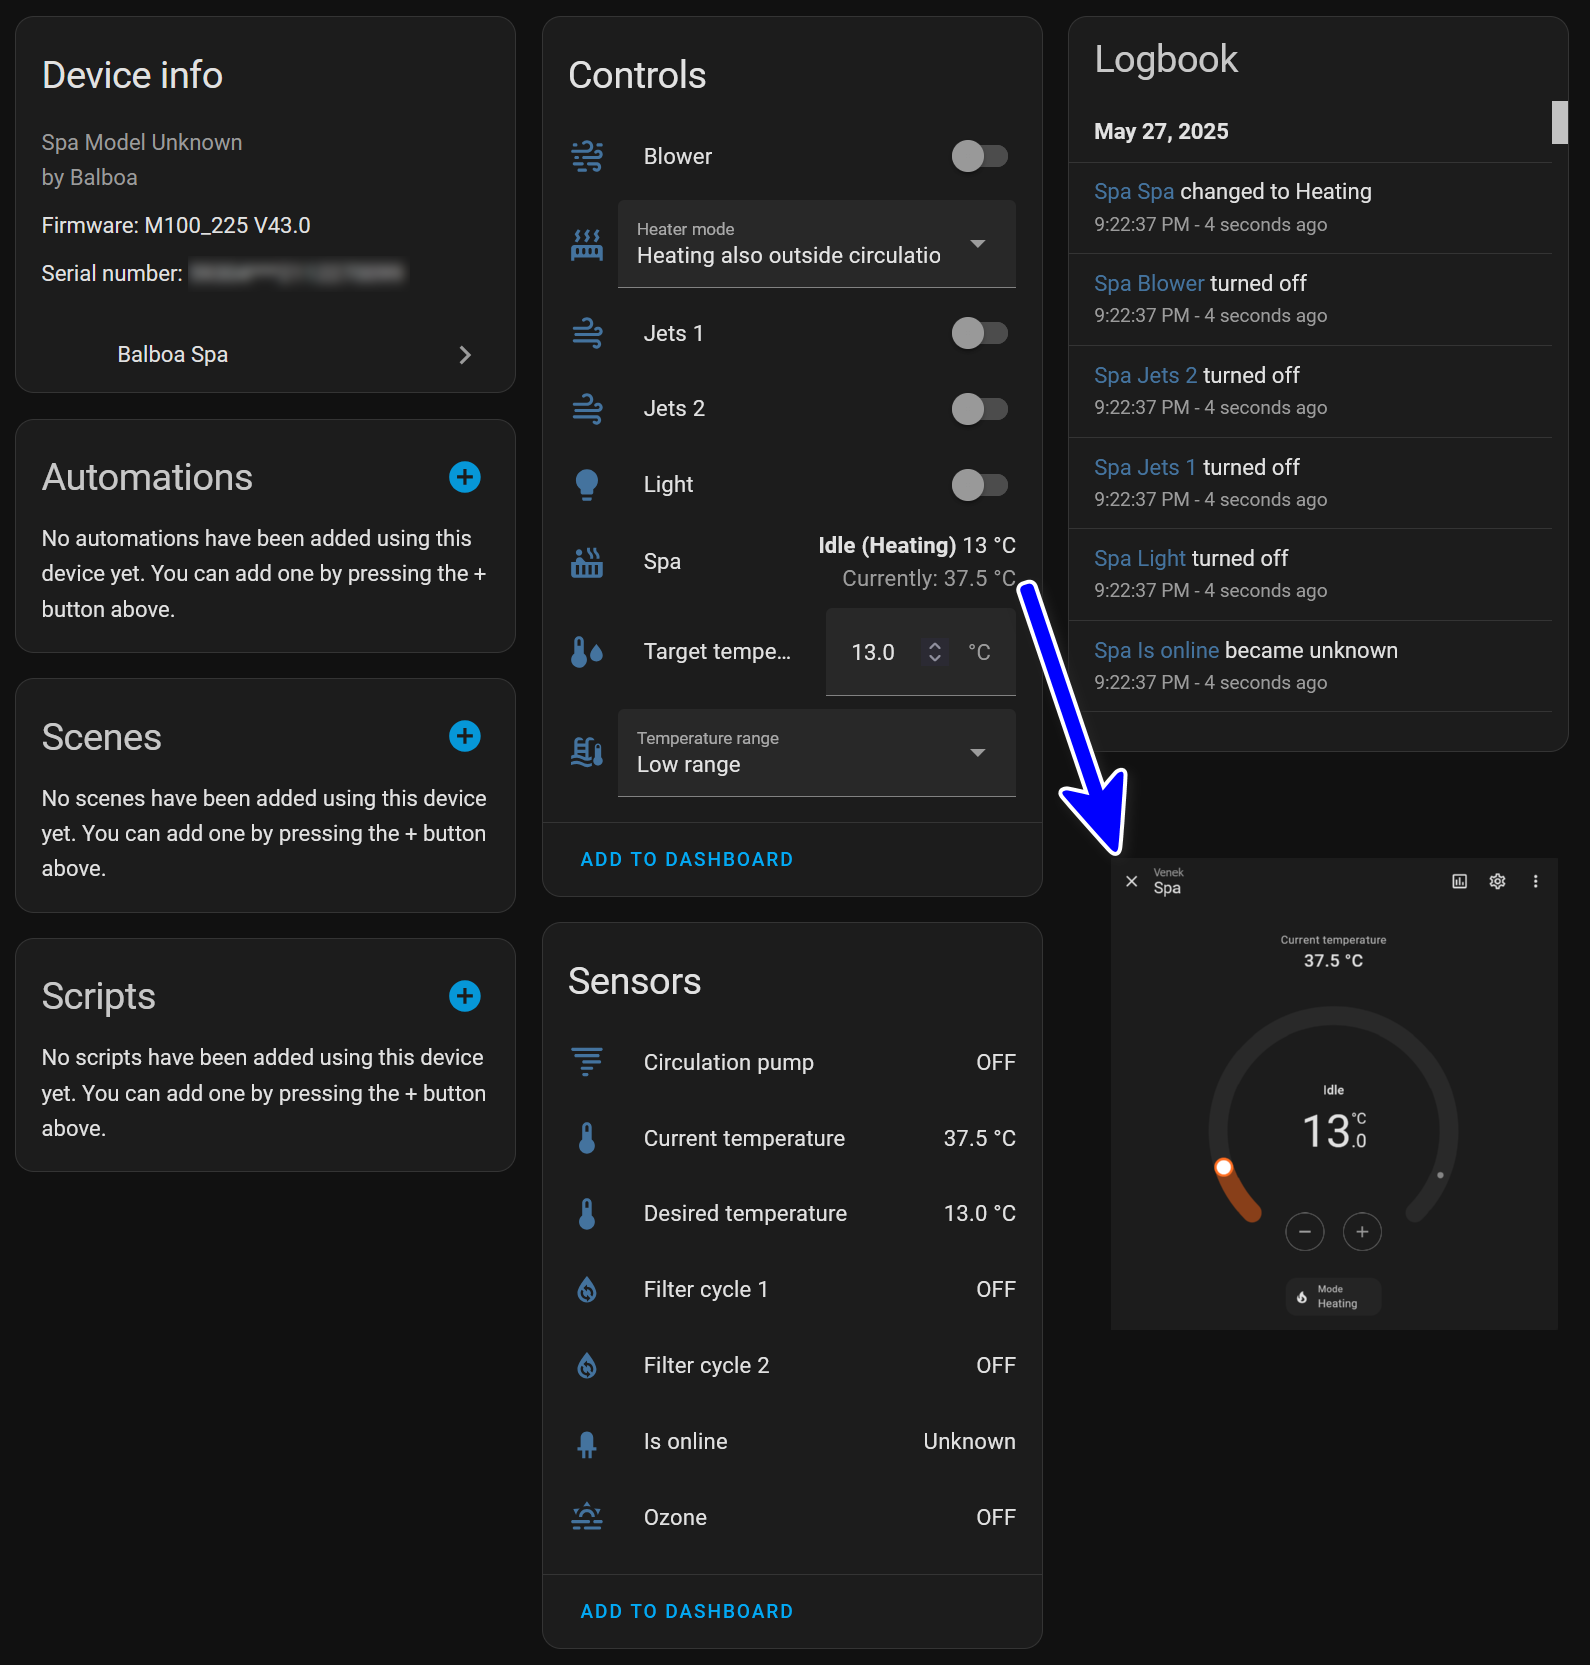 Device info
Spa Model Unknown
by Balboa
Firmware: M100_225 V43.0
Serial number:
Balboa Spa
Automations
No automations have been added using this
device yet. You can add one by pressing the +
button above.
Scenes
No scenes have been added using this device
yet. You can add one by pressing the + button
above.
Scripts
No scripts have been added using this device
yet. You can add one by pressing the + button
above.
Controls
Blower
Heater mode
Heating also outside circulatio
Jets 1
Jets 2
Light
Spa
Idle (Heating) 13 °C
Currently: 37.5 °C
Target tempe...
13.0
°C
Temperature range
Low range
ADD TO DASHBOARD
Sensors
Circulation pump OFF
Current temperature 37.5 °C
Desired temperature 13.0 °C
Filter cycle 1 OFF
Filter cycle 2 OFF
Is online Unknown
Ozone OFF
ADD TO DASHBOARD
Logbook
May 27, 2025
Spa Spa changed to Heating
9:22:37 PM - 4 seconds ago
Spa Blower turned off
9:22:37 PM - 4 seconds ago
Spa Jets 2 turned off
9:22:37 PM - 4 seconds ago
Spa Jets 1 turned off
9:22:37 PM - 4 seconds ago
Spa Light turned off
9:22:37 PM - 4 seconds ago
Spa Is online became unknown
9:22:37 PM - 4 seconds ago
Venek
Spa
Current temperature
37.5 °C
Idle
13.0 °C
Mode
Heating